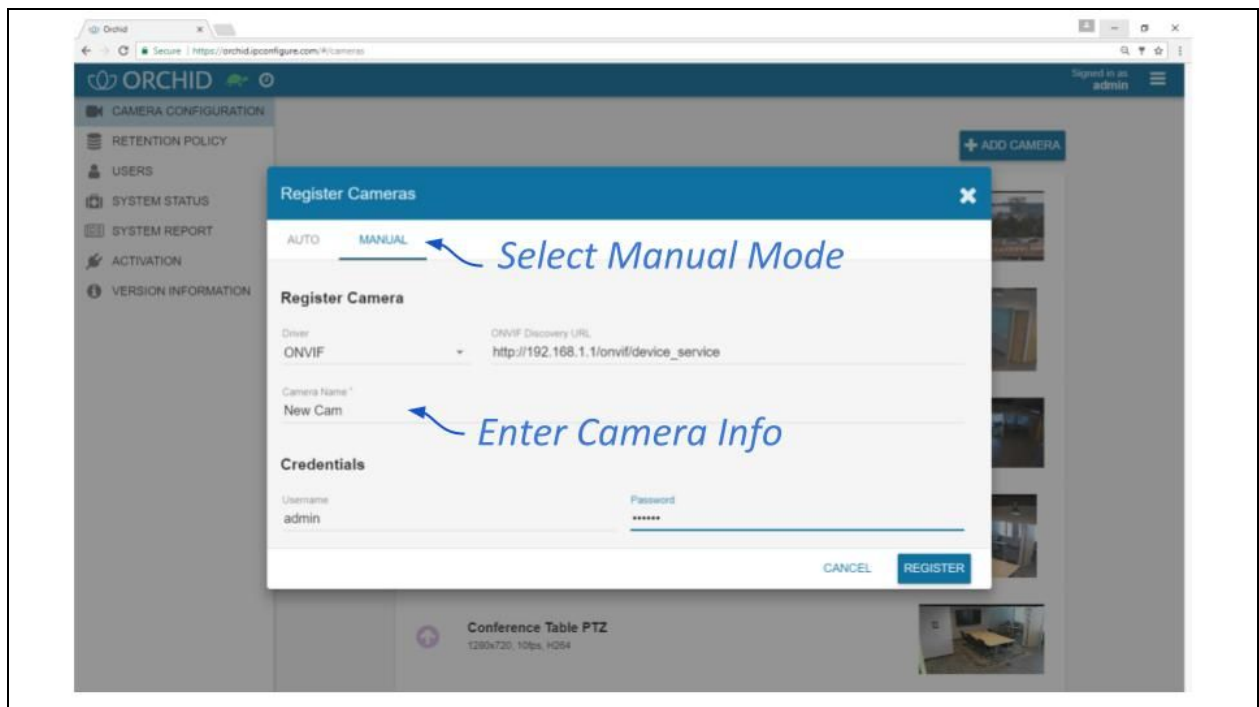 Orchid
Secure | https://orchid.ipconfigure.com/#/cameras
ORCHID
Signed in as
admin
CAMERA CONFIGURATION
RETENTION POLICY
+ ADD CAMERA
USERS
SYSTEM STATUS
SYSTEM REPORT
ACTIVATION
VERSION INFORMATION
Register Cameras
AUTO MANUAL
Select Manual Mode
Register Camera
Driver ONVIF Discovery URL
ONVIF http://192.168.1.1/onvif/device_service
Camera Name *
New Cam
Enter Camera Info
Credentials
Username Password
admin ••••••
CANCEL REGISTER
Conference Table PTZ
1280x720, 10fps, H264